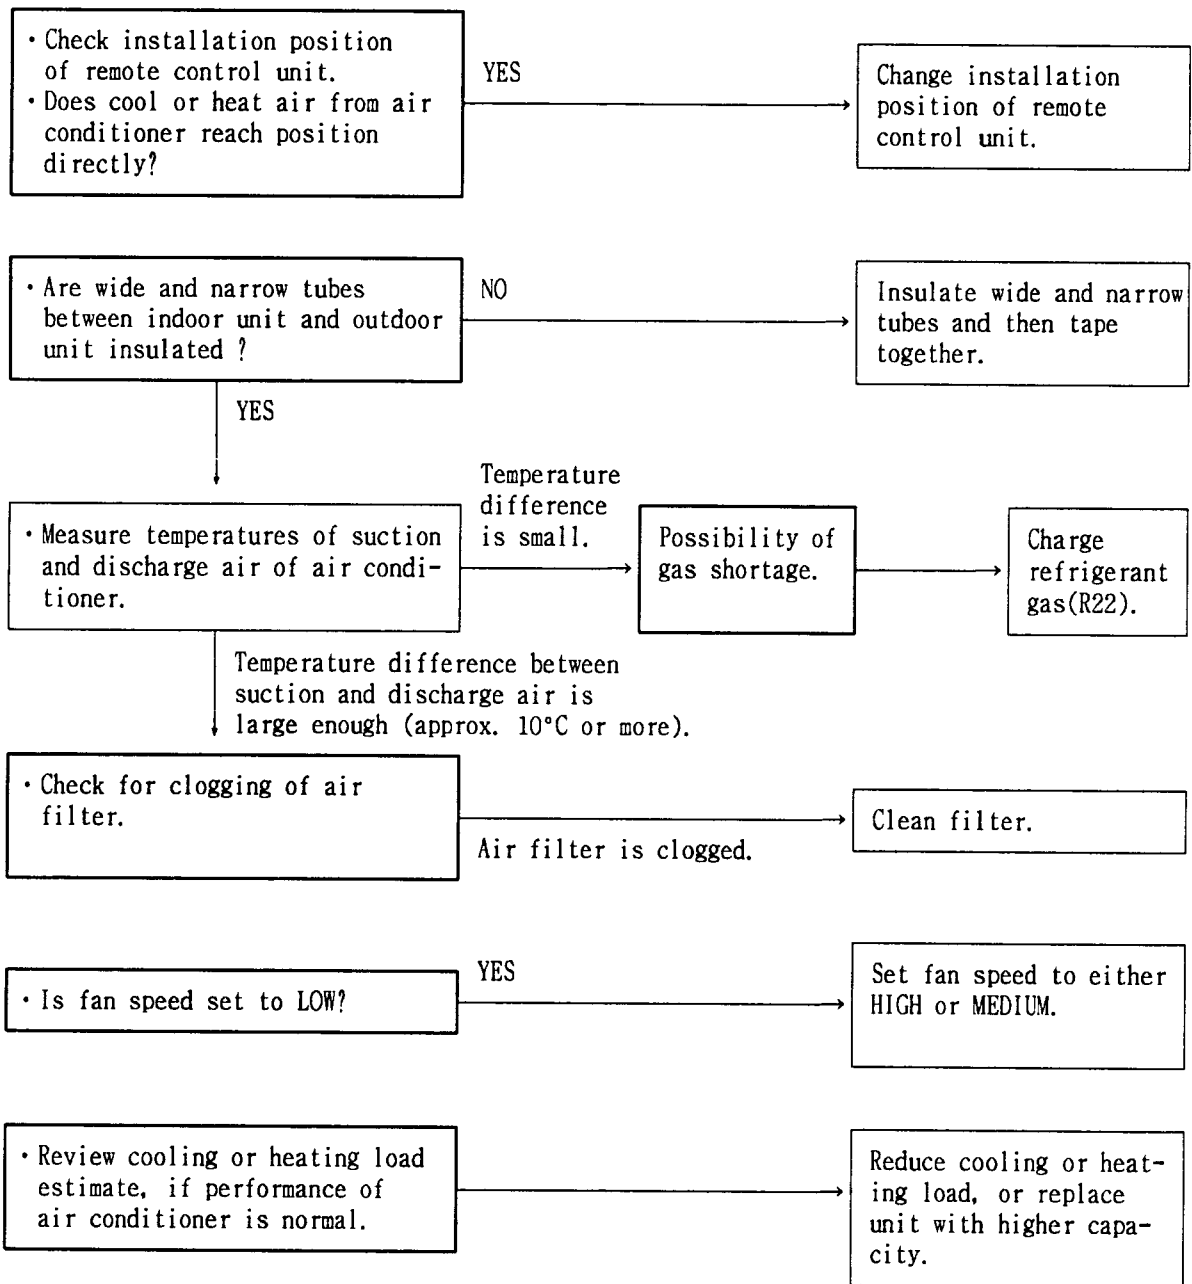 · Check installation position
of remote control unit.
· Does cool or heat air from air
conditioner reach position
directly?
YES
Change installation
position of remote
control unit.
· Are wide and narrow tubes
between indoor unit and outdoor
unit insulated ?
NO
Insulate wide and narrow
tubes and then tape
together.
YES
· Measure temperatures of suction
and discharge air of air condi-
tioner.
Temperature
difference
is small.
Possibility of
gas shortage.
Charge
refrigerant
gas(R22).
Temperature difference between
suction and discharge air is
large enough (approx. 10°C or more).
· Check for clogging of air
filter.
Air filter is clogged.
Clean filter.
· Is fan speed set to LOW?
YES
Set fan speed to either
HIGH or MEDIUM.
· Review cooling or heating load
estimate, if performance of
air conditioner is normal.
Reduce cooling or heat-
ing load, or replace
unit with higher capa-
city.